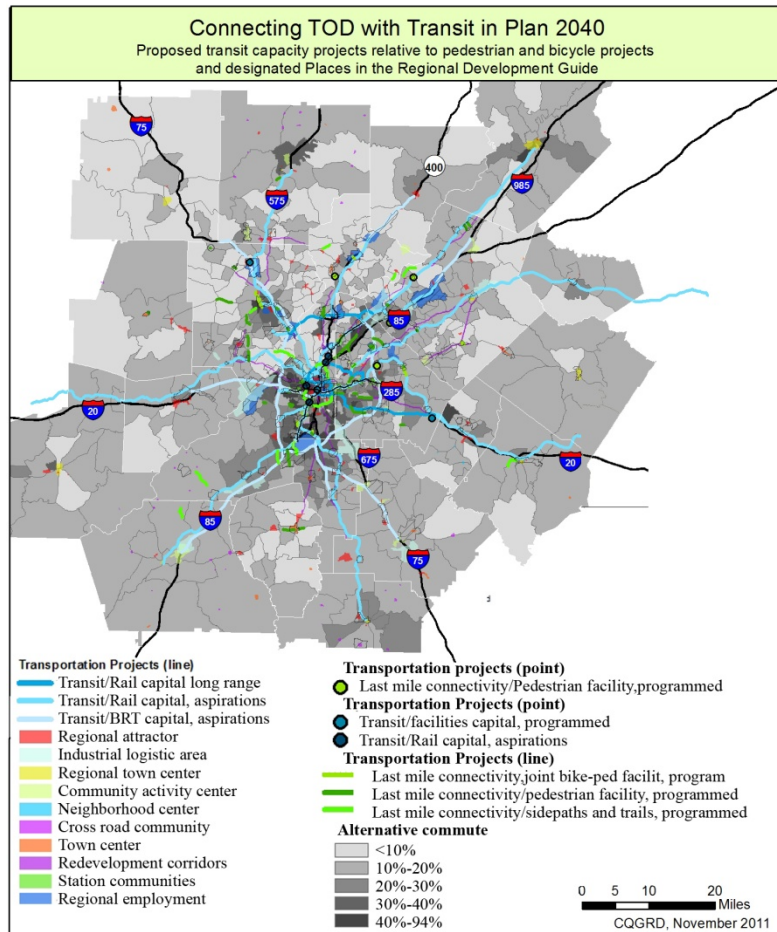 Connecting TOD with Transit in Plan 2040
Proposed transit capacity projects relative to pedestrian and bicycle projects
and designated Places in the Regional Development Guide
75
400
985
575
85
285
20
20
675
85
75
Transportation Projects (line)
Transit/Rail capital long range
Transit/Rail capital, aspirations
Transit/BRT capital, aspirations
Regional attractor
Industrial logistic area
Regional town center
Community activity center
Neighborhood center
Cross road community
Town center
Redevelopment corridors
Station communities
Regional employment
Transportation projects (point)
Last mile connectivity/Pedestrian facility,programmed
Transportation Projects (point)
Transit/facilities capital, programmed
Transit/Rail capital, aspirations
Transportation Projects (line)
Last mile connectivity,joint bike-ped facilit, program
Last mile connectivity/pedestrian facility, programmed
Last mile connectivity/sidepaths and trails, programmed
Alternative commute
<10%
10%-20%
20%-30%
30%-40%
40%-94%
0 5 10 20
Miles
CQGRD, November 2011